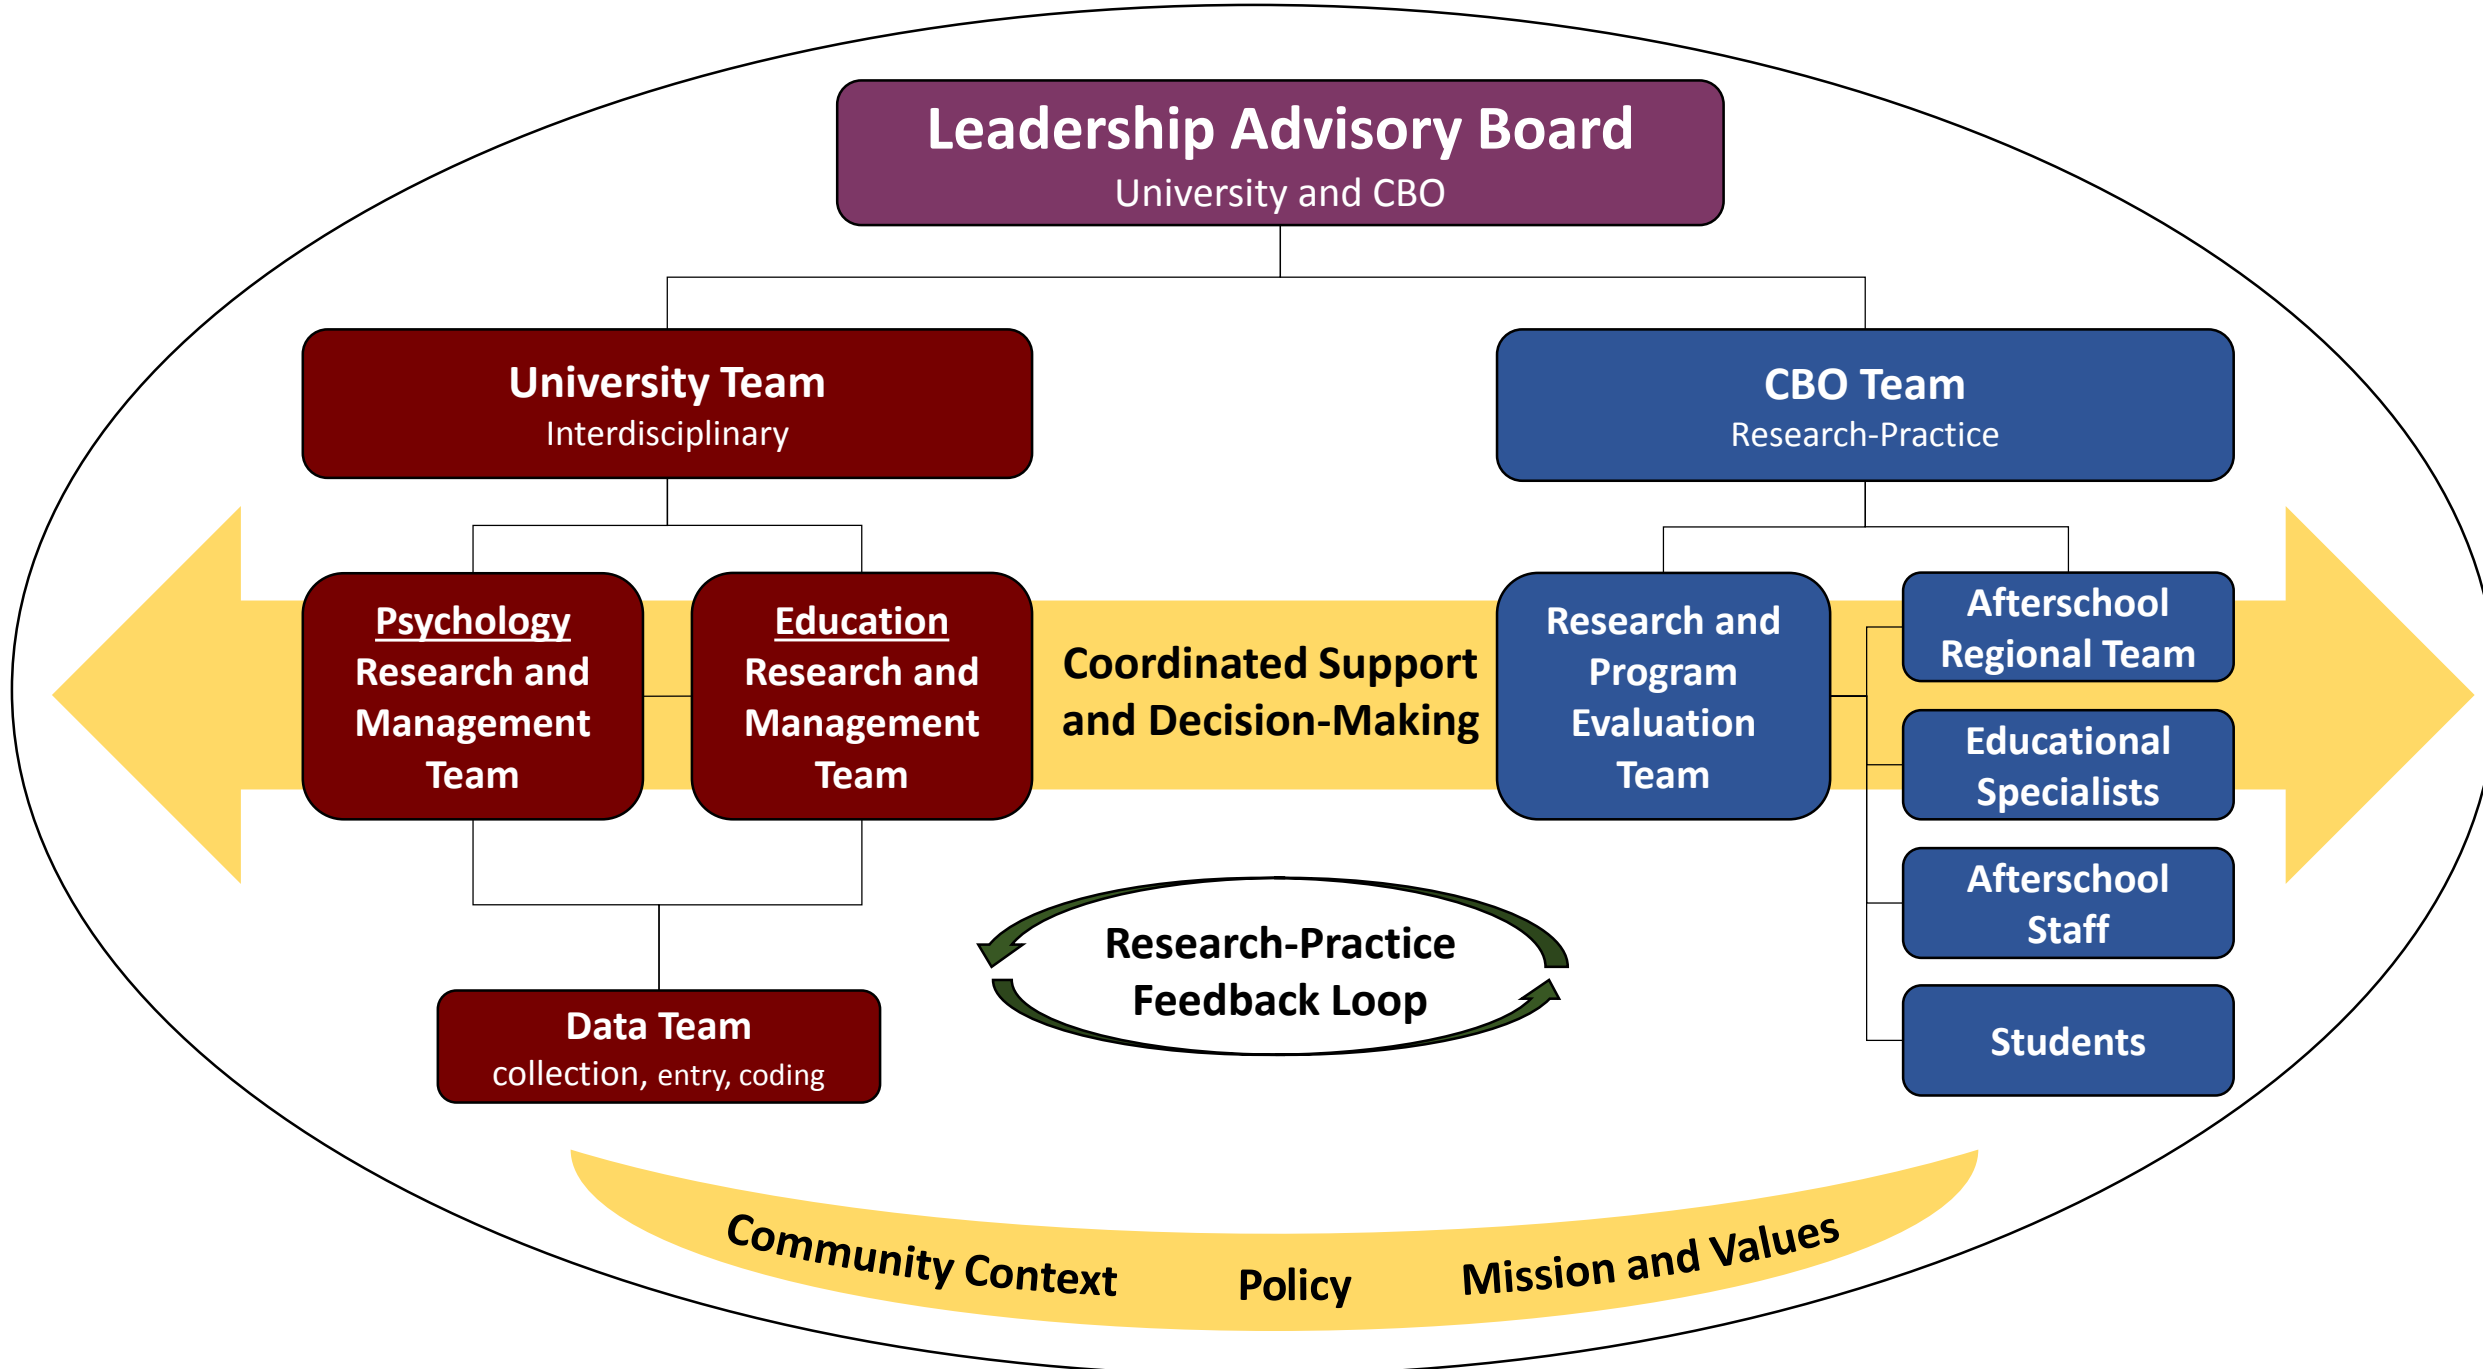 Leadership Advisory Board
University and CBO
University Team
Interdisciplinary
CBO Team
Research-Practice
Psychology
Research and
Management
Team
Education
Research and
Management
Team
Coordinated Support
and Decision-Making
Research and
Program
Evaluation
Team
Afterschool
Regional Team
Educational
Specialists
Afterschool
Staff
Students
Research-Practice
Feedback Loop
Data Team
collection, entry, coding
Community Context
Policy
Mission and Values